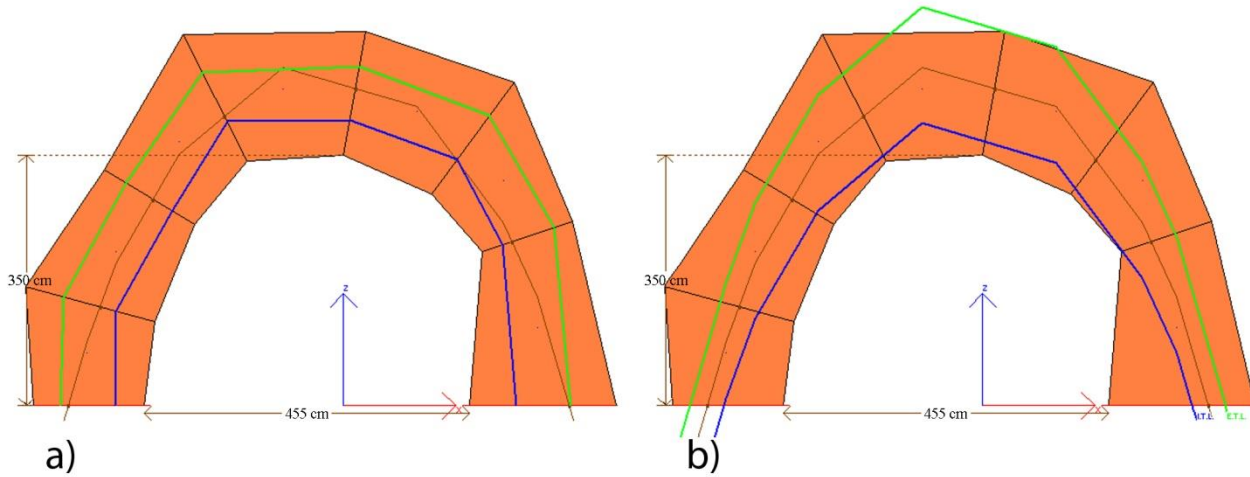 350 cm
z
x
455 cm
a)
350 cm
z
x
455 cm
I.T.L.
E.T.L.
b)